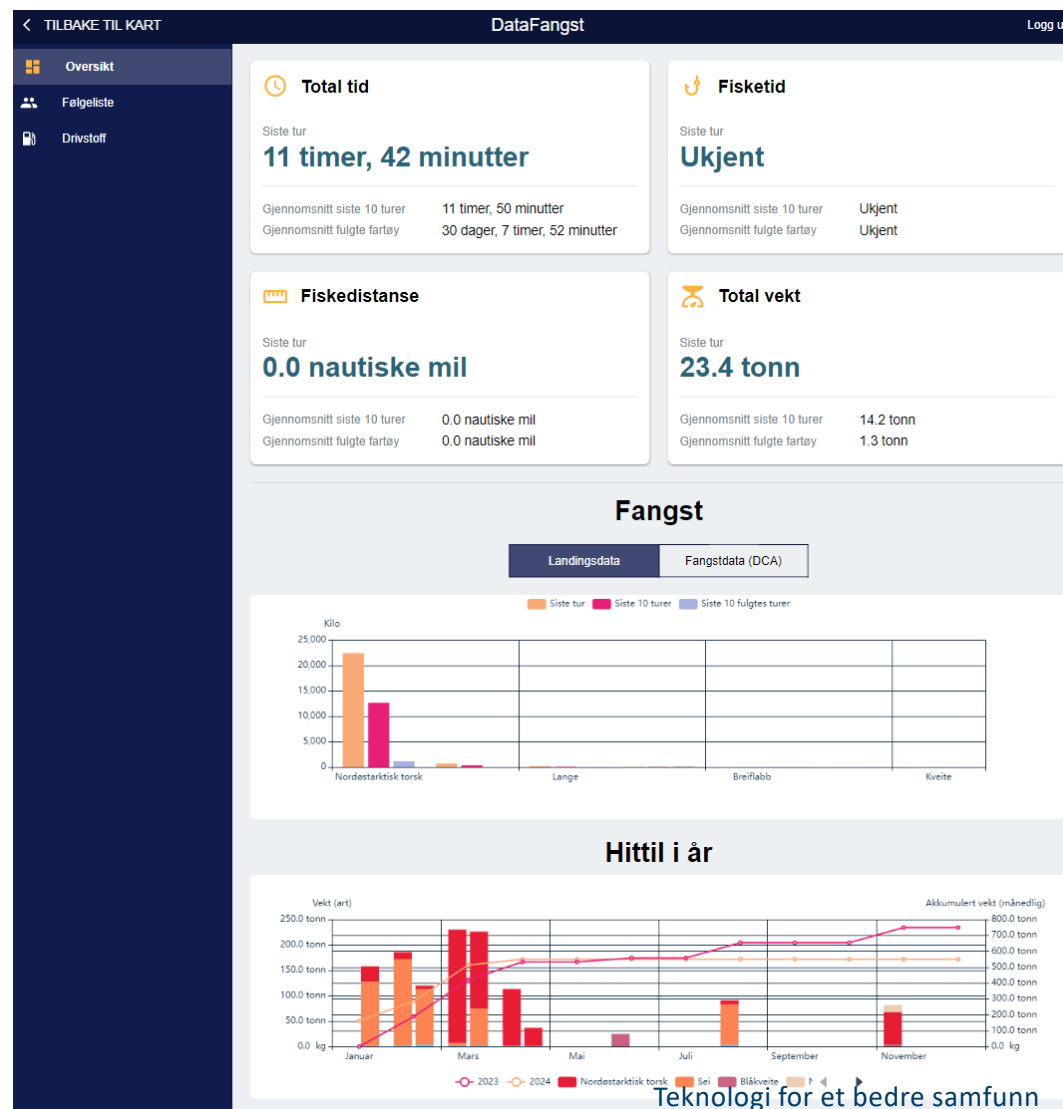 TILBAKE TIL KART
DataFangst
Logg u
Oversikt
Følgeliste
Drivstoff
Total tid
Siste tur
11 timer, 42 minutter
Gjennomsnitt siste 10 turer 11 timer, 50 minutter
Gjennomsnitt fulgte fartøy 30 dager, 7 timer, 52 minutter
Fisketid
Siste tur
Ukjent
Gjennomsnitt siste 10 turer Ukjent
Gjennomsnitt fulgte fartøy Ukjent
Fiskedistanse
Siste tur
0.0 nautiske mil
Gjennomsnitt siste 10 turer 0.0 nautiske mil
Gjennomsnitt fulgte fartøy 0.0 nautiske mil
Total vekt
Siste tur
23.4 tonn
Gjennomsnitt siste 10 turer 14.2 tonn
Gjennomsnitt fulgte fartøy 1.3 tonn
Fangst
Landingsdata Fangstdata (DCA)
Siste tur Siste 10 turer Siste 10 fulgtes turer
Kilo
25,000
20,000
15,000
10,000
5,000
0
Nordøstarktisk torsk Lange Breiflabb Kveite
Hittil i år
Vekt (art) Akkumulert vekt (månedlig)
250.0 tonn
200.0 tonn
150.0 tonn
100.0 tonn
50.0 tonn
0.0 kg
800.0 tonn
700.0 tonn
600.0 tonn
500.0 tonn
400.0 tonn
300.0 tonn
200.0 tonn
100.0 tonn
0.0 kg
Januar Mars Mai Juli September November
2023 2024 Nordøstarktisk torsk Sei Blåkveite
Teknologi for et bedre samfunn